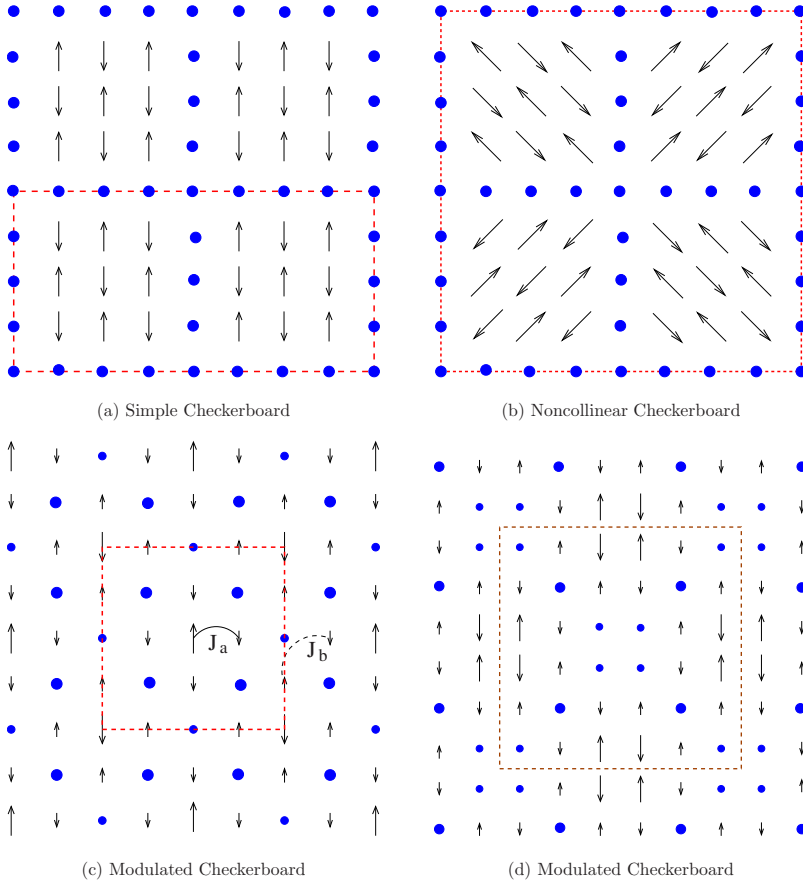 (a) Simple Checkerboard
(b) Noncollinear Checkerboard
J_a
J_b
(c) Modulated Checkerboard
(d) Modulated Checkerboard